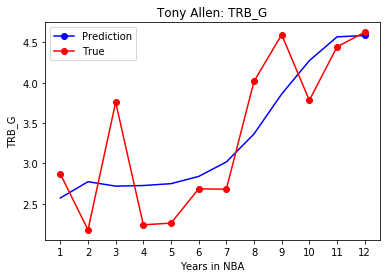 Tony Allen: TRB_G
Prediction
True
4.5
4.0
3.5
3.0
2.5
TRB_G
1 2 3 4 5 6 7 8 9 10 11 12
Years in NBA